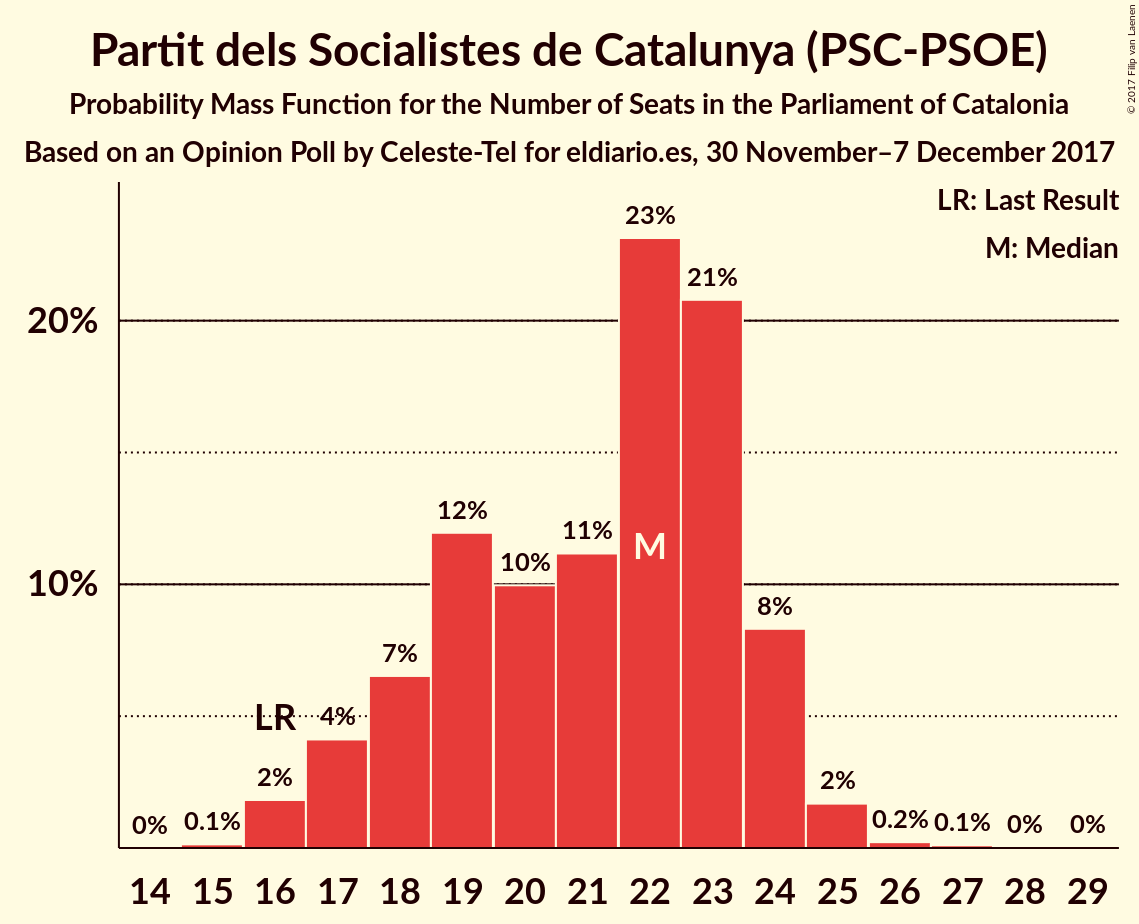 Partit dels Socialistes de Catalunya (PSC-PSOE)
Probability Mass Function for the Number of Seats in the Parliament of Catalonia
Based on an Opinion Poll by Celeste-Tel for eldiario.es, 30 November–7 December 2017
© 2017 Filip van Laenen
LR: Last Result
M: Median
23%
21%
20%
12%
11%
10%
M
10%
8%
7%
LR
4%
2%
2%
0%
0.1%
0.2%
0.1%
0%
0%
14 15 16 17 18 19 20 21 22 23 24 25 26 27 28 29